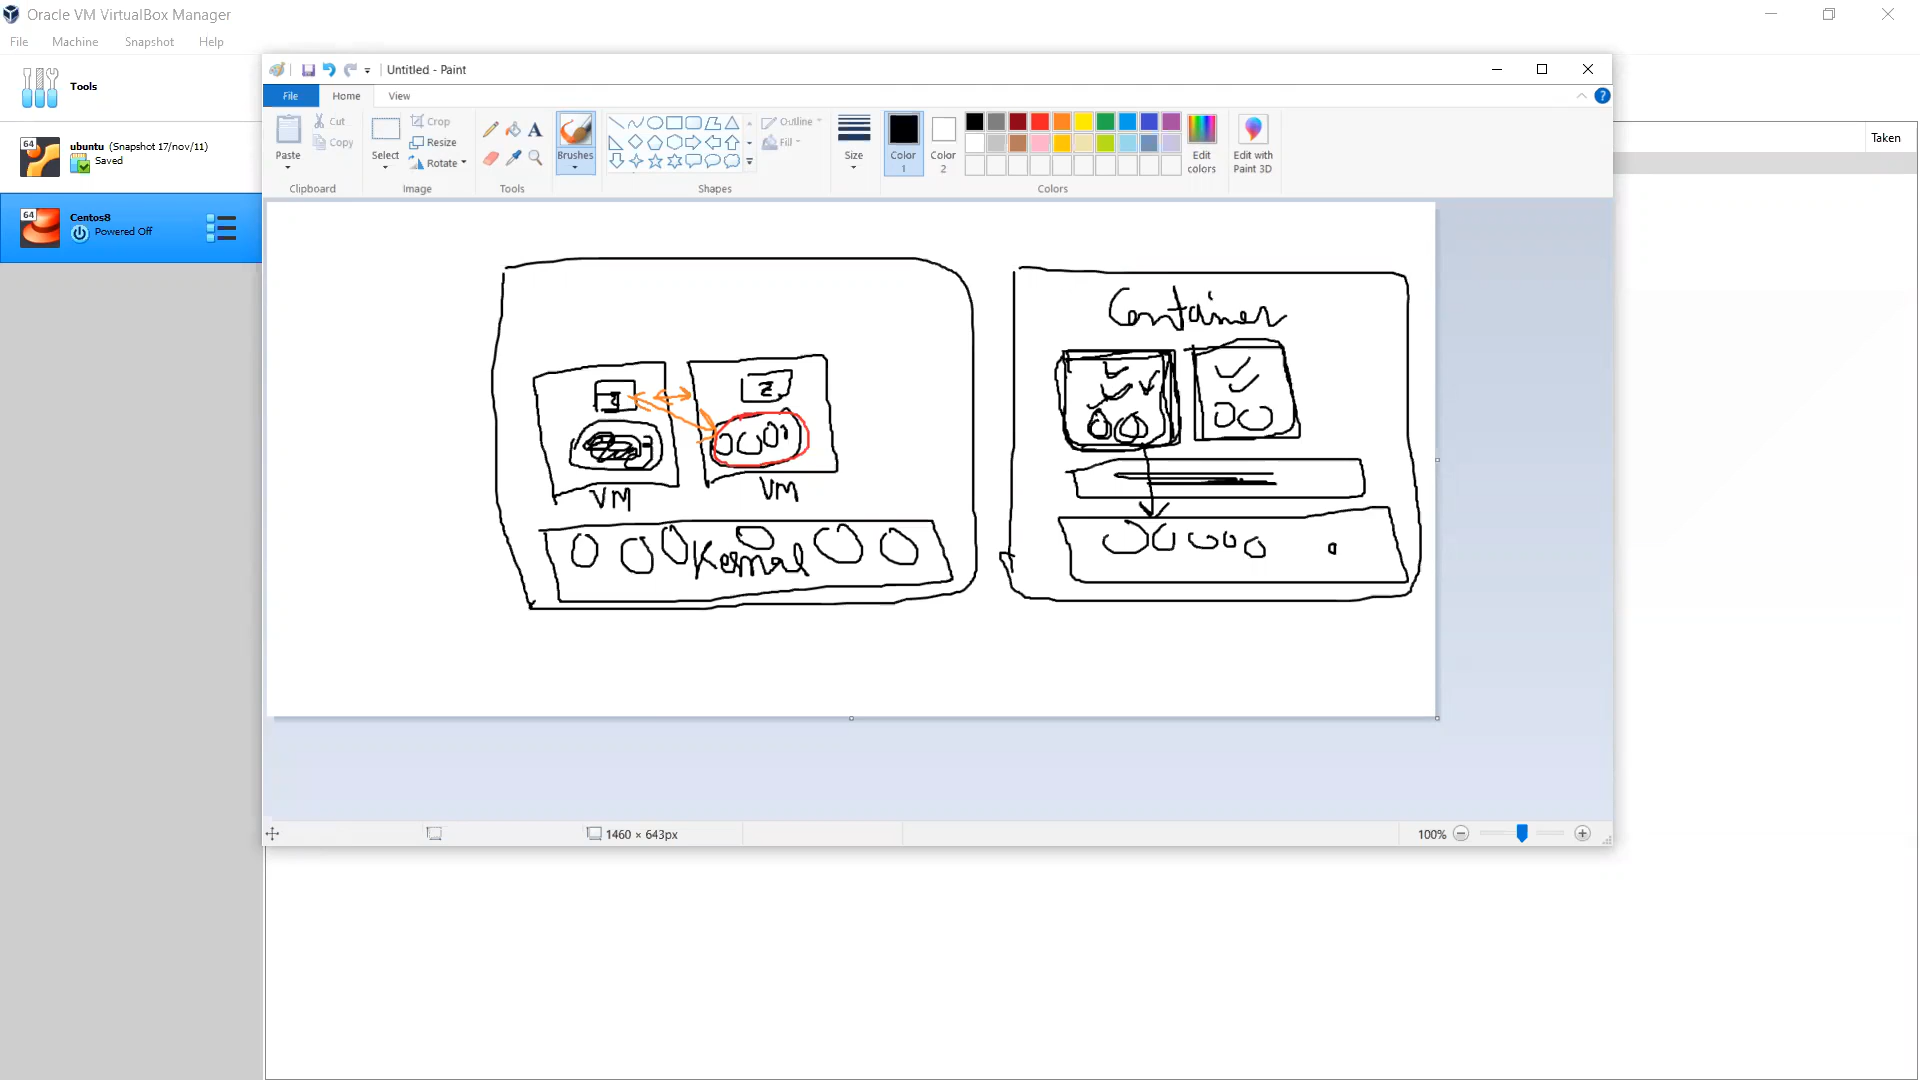 Oracle VM VirtualBox Manager
File Machine Snapshot Help
Tools
64 ubuntu (Snapshot 17/nov/11)
Saved
64 Centos8
Powered Off
Taken
Untitled - Paint
File Home View
Paste
Cut
Copy
Clipboard
Select
Crop
Resize
Rotate
Image
A
Tools
Brushes
Outline
Fill
Shapes
Size
Color 1
Color 2
Edit colors
Edit with Paint 3D
Colors
Container
z
VM
VM
Kernal
1460 × 643px
100%